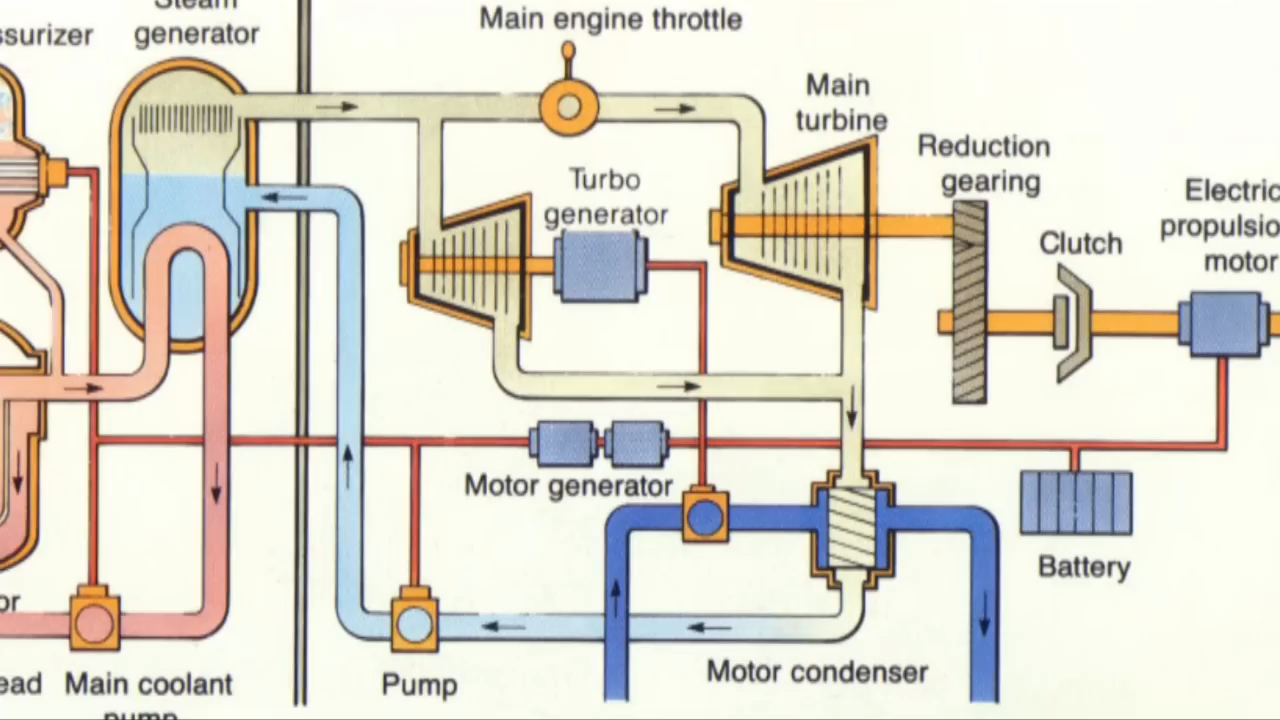 Steam
generator
ssurizer
Main engine throttle
Main
turbine
Reduction
gearing
Turbo
generator
Clutch
Electric
propulsio
motor
Motor generator
Battery
or
ead
Main coolant
pump
Pump
Motor condenser